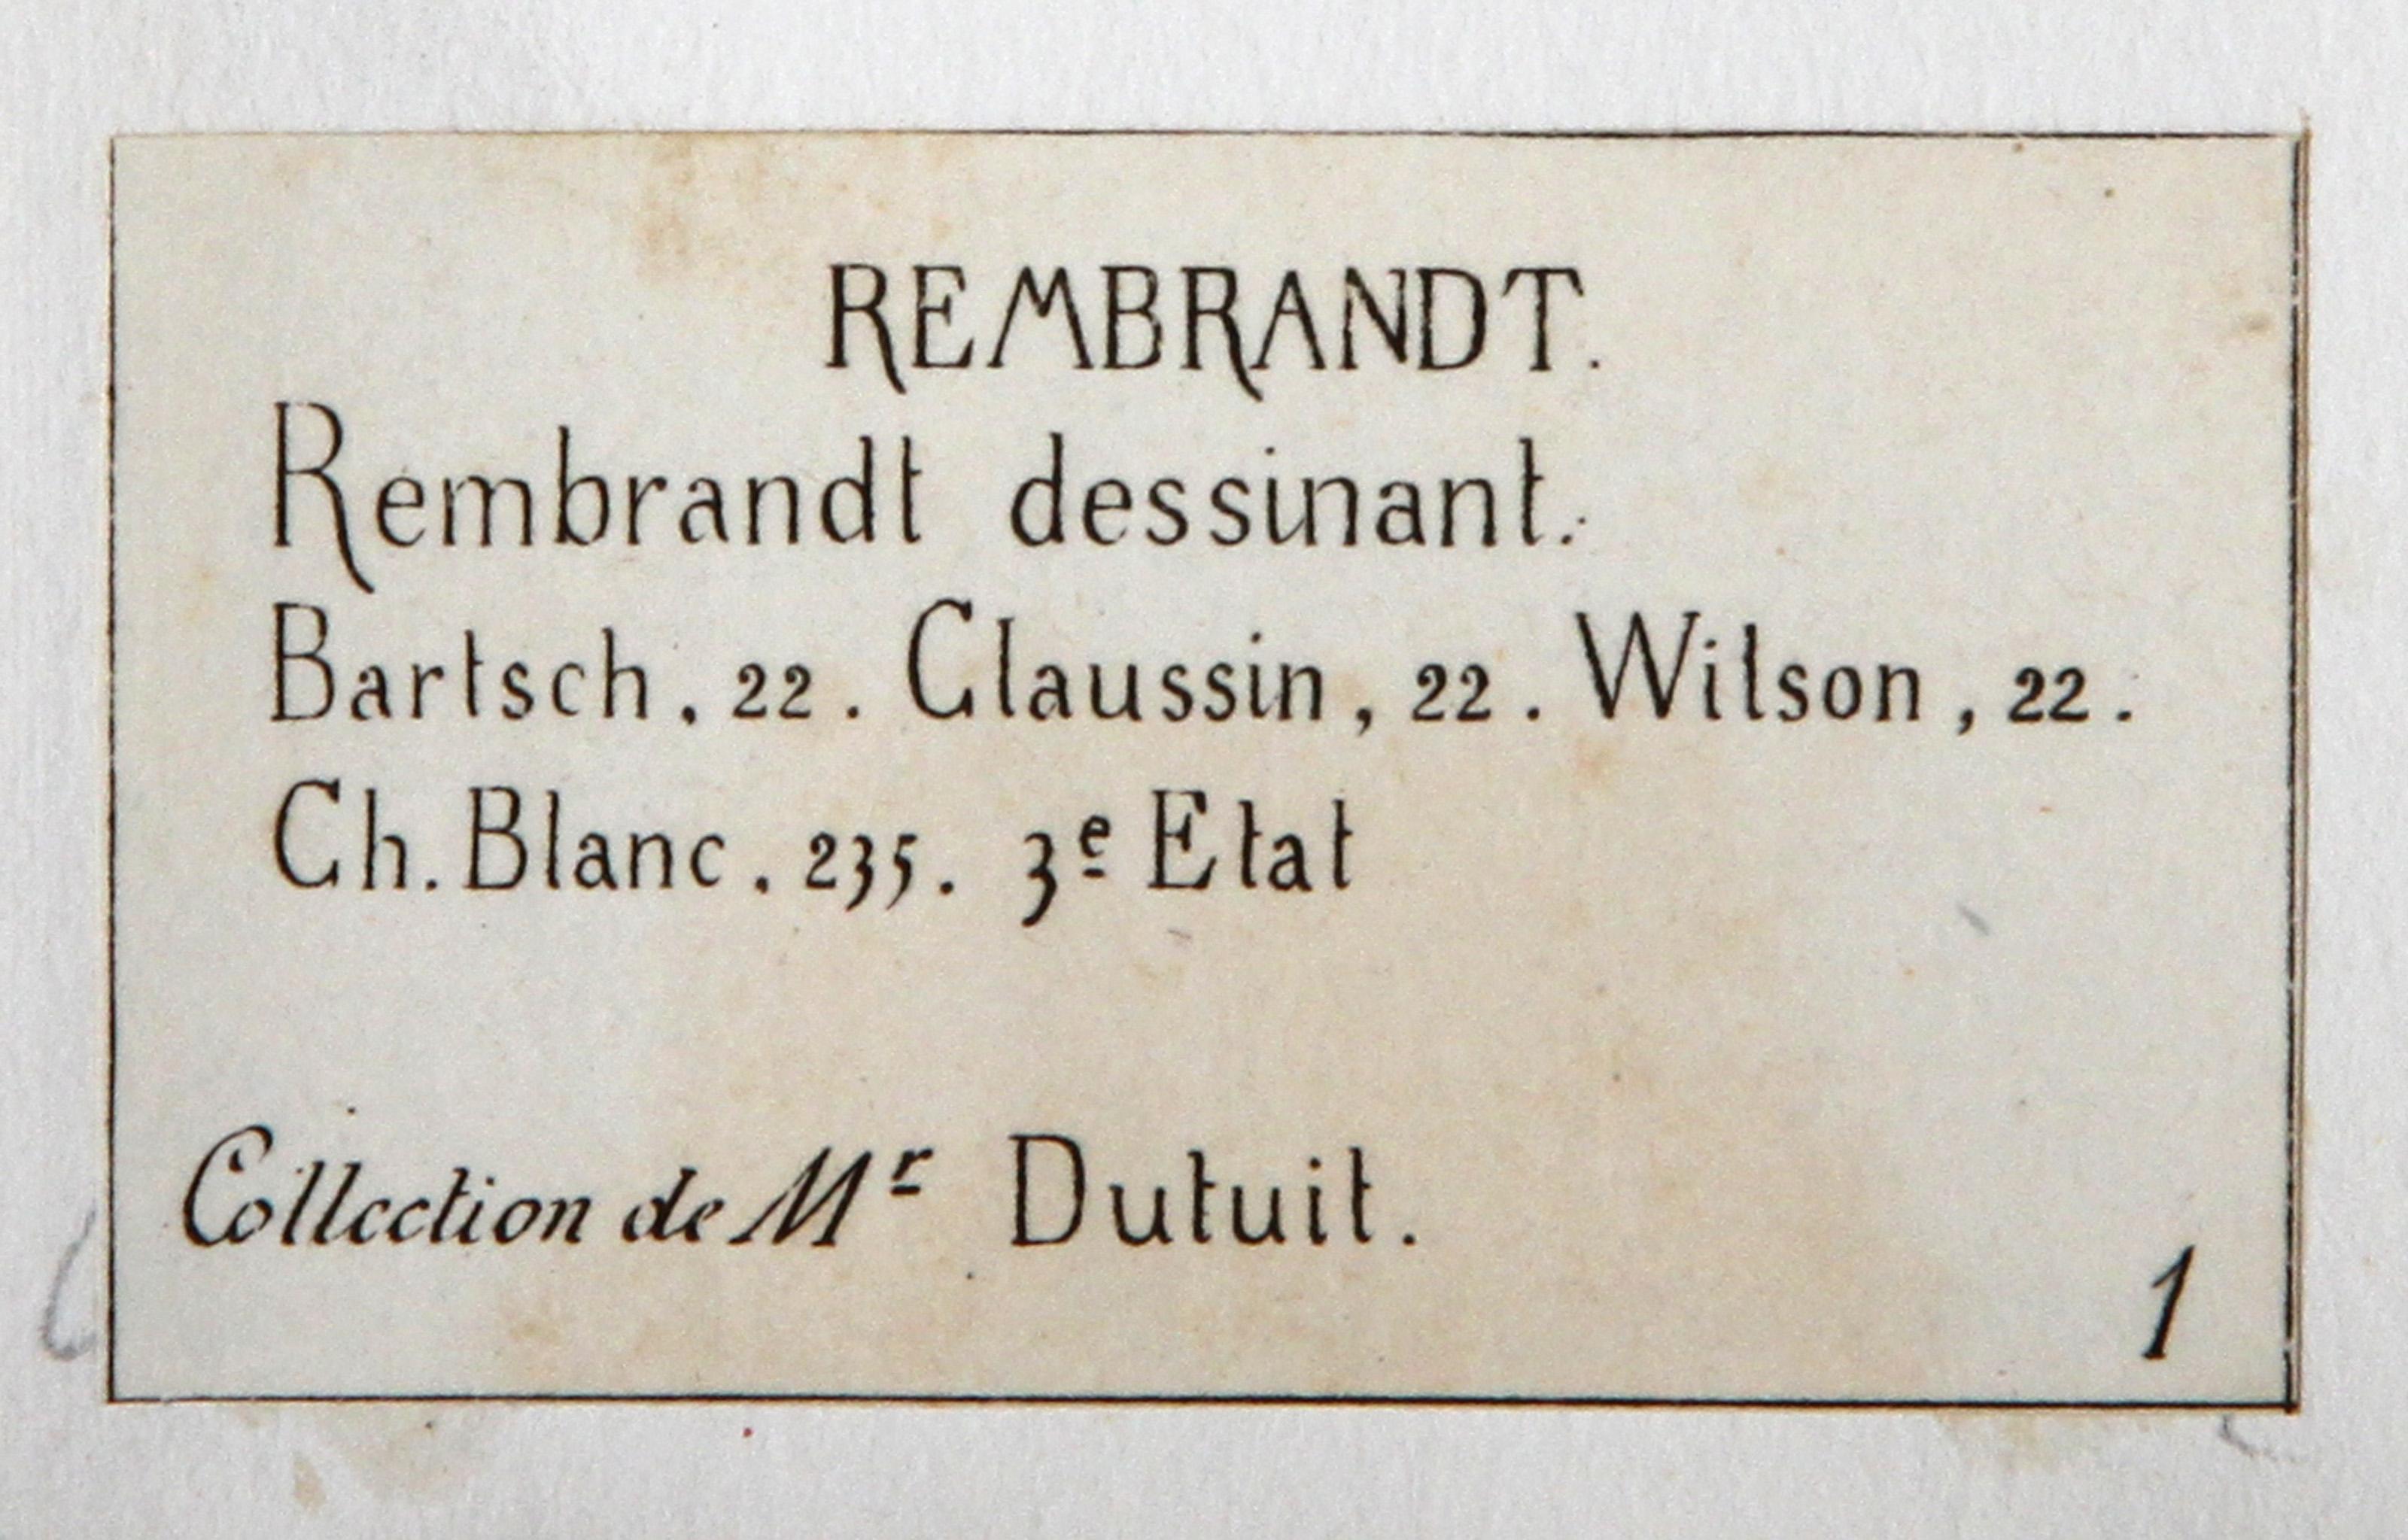 REMBRANDT.
Rembrandt dessinant.
Bartsch, 22. Claussin, 22. Wilson, 22.
Ch. Blanc. 235. 3e Etat
Collection de Mr Dutuit.
1